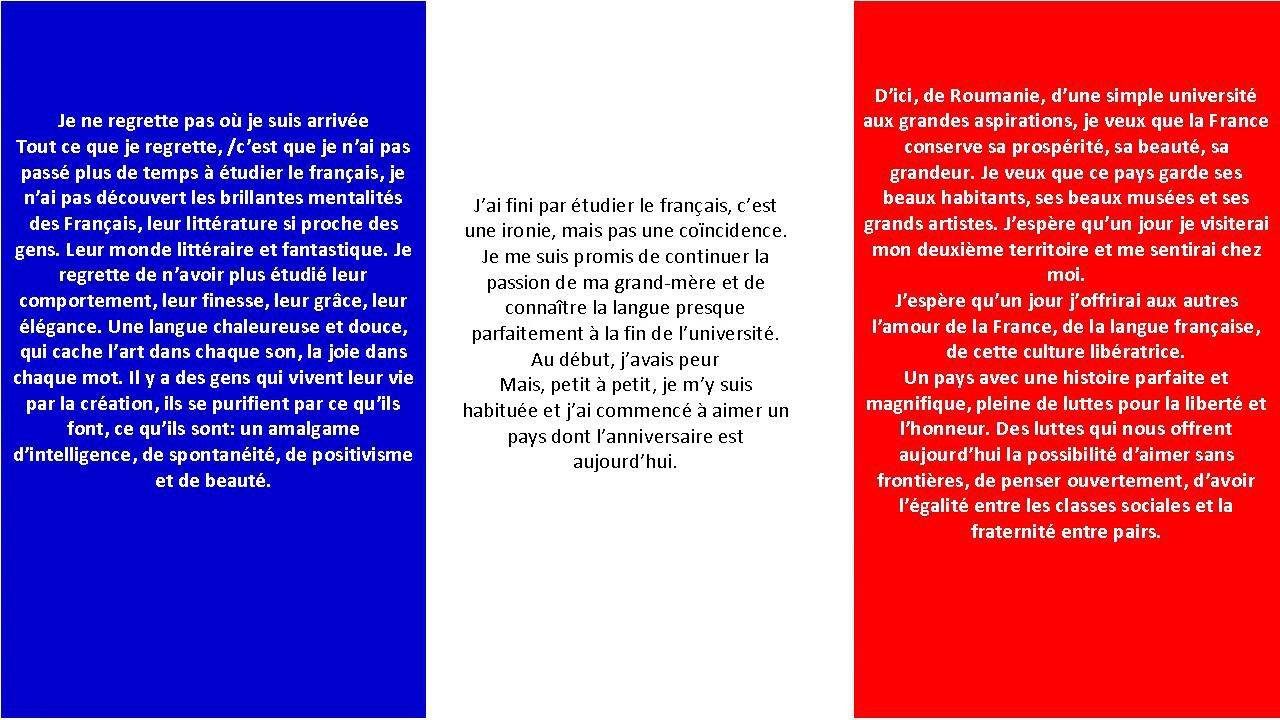 Je ne regrette pas où je suis arrivée
Tout ce que je regrette, /c’est que je n’ai pas
passé plus de temps à étudier le français, je
n’ai pas découvert les brillantes mentalités
des Français, leur littérature si proche des
gens. Leur monde littéraire et fantastique. Je
regrette de n’avoir plus étudié leur
comportement, leur finesse, leur grâce, leur
élégance. Une langue chaleureuse et douce,
qui cache l’art dans chaque son, la joie dans
chaque mot. Il y a des gens qui vivent leur vie
par la création, ils se purifient par ce qu’ils
font, ce qu’ils sont: un amalgame
d’intelligence, de spontanéité, de positivisme
et de beauté.
J’ai fini par étudier le français, c’est
une ironie, mais pas une coïncidence.
Je me suis promis de continuer la
passion de ma grand-mère et de
connaître la langue presque
parfaitement à la fin de l’université.
Au début, j’avais peur
Mais, petit à petit, je m’y suis
habituée et j’ai commencé à aimer un
pays dont l’anniversaire est
aujourd’hui.
D’ici, de Roumanie, d’une simple université
aux grandes aspirations, je veux que la France
conserve sa prospérité, sa beauté, sa
grandeur. Je veux que ce pays garde ses
beaux habitants, ses beaux musées et ses
grands artistes. J’espère qu’un jour je visiterai
mon deuxième territoire et me sentirai chez
moi.
J’espère qu’un jour j’offrirai aux autres
l’amour de la France, de la langue française,
de cette culture libératrice.
Un pays avec une histoire parfaite et
magnifique, pleine de luttes pour la liberté et
l’honneur. Des luttes qui nous offrent
aujourd’hui la possibilité d’aimer sans
frontières, de penser ouvertement, d’avoir
l’égalité entre les classes sociales et la
fraternité entre pairs.